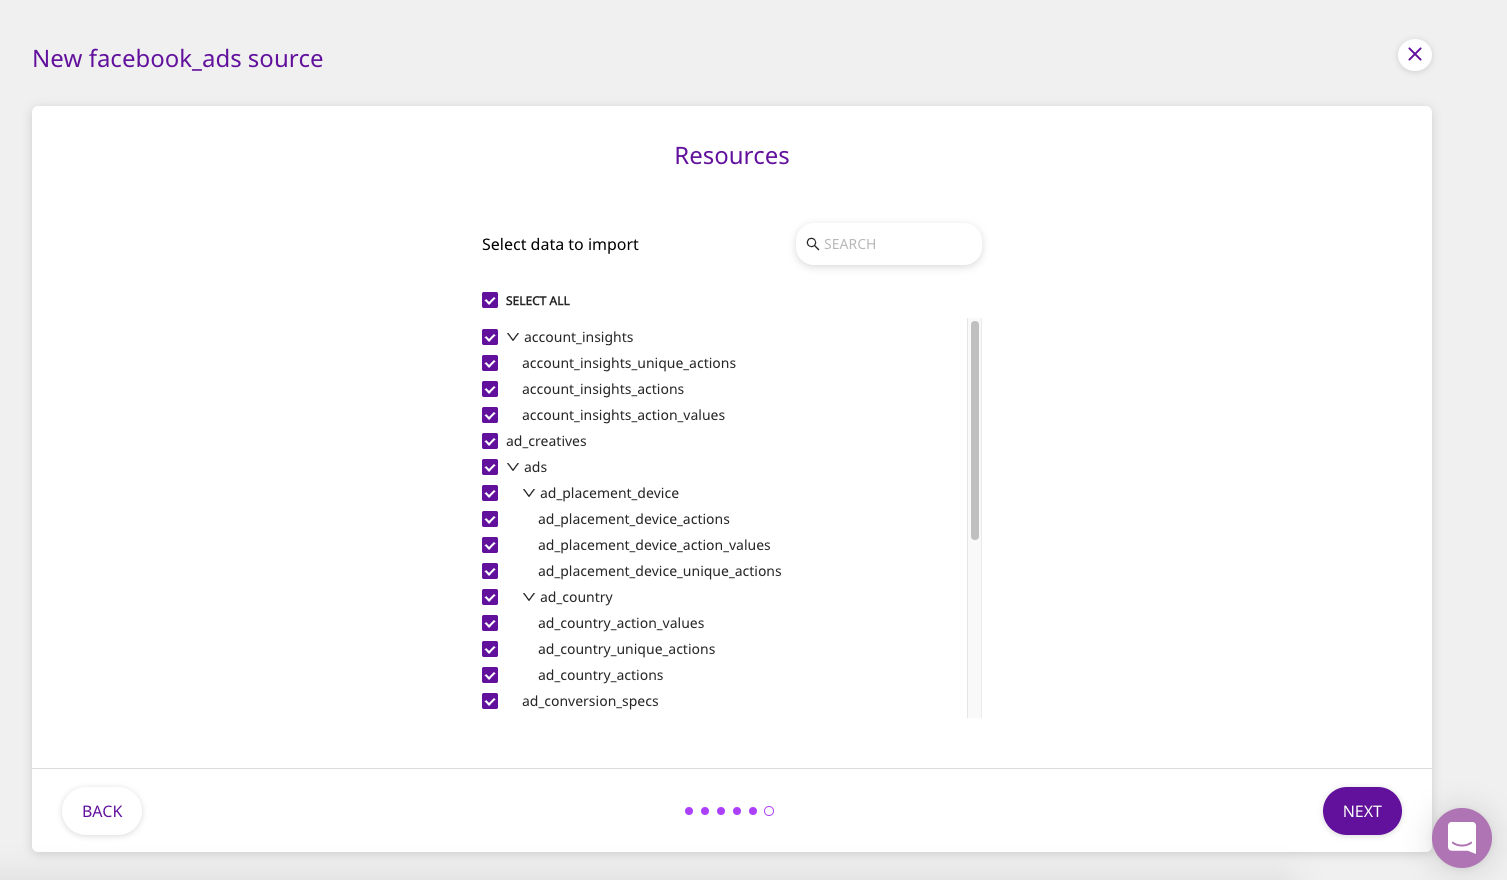 New facebook_ads source
Resources
Select data to import
SEARCH
SELECT ALL
account_insights
account_insights_unique_actions
account_insights_actions
account_insights_action_values
ad_creatives
ads
ad_placement_device
ad_placement_device_actions
ad_placement_device_action_values
ad_placement_device_unique_actions
ad_country
ad_country_action_values
ad_country_unique_actions
ad_country_actions
ad_conversion_specs
BACK
NEXT